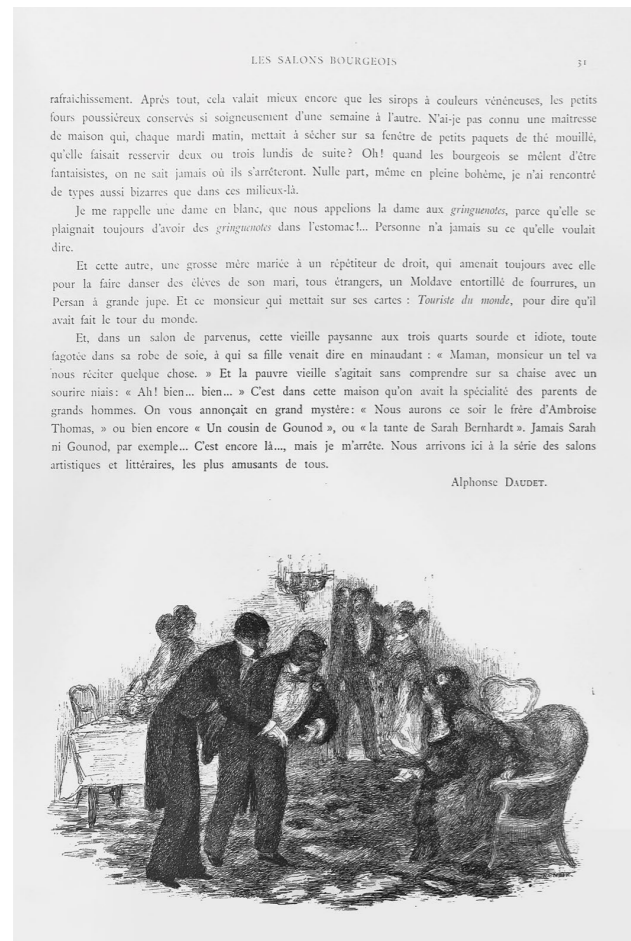 LES SALONS BOURGEOIS 31
rafraîchissement. Après tout, cela valait mieux encore que les sirops à couleurs vénéneuses, les petits
fours poussiéreux conservés si soigneusement d'une semaine à l'autre. N'ai-je pas connu une maîtresse
de maison qui, chaque mardi matin, mettait à sécher sur sa fenêtre de petits paquets de thé mouillé,
qu'elle faisait resservir deux ou trois lundis de suite? Oh! quand les bourgeois se mêlent d'être
fantaisistes, on ne sait jamais où ils s'arrêteront. Nulle part, même en pleine bohème, je n'ai rencontré
de types aussi bizarres que dans ces milieux-là.
Je me rappelle une dame en blanc, que nous appelions la dame aux gringuenotes, parce qu'elle se
plaignait toujours d'avoir des gringuenotes dans l'estomac!... Personne n'a jamais su ce qu'elle voulait
dire.
Et cette autre, une grosse mère mariée à un répétiteur de droit, qui amenait toujours avec elle
pour la faire danser des élèves de son mari, tous étrangers, un Moldave entortillé de fourrures, un
Persan à grande jupe. Et ce monsieur qui mettait sur ses cartes : Touriste du monde, pour dire qu'il
avait fait le tour du monde.
Et, dans un salon de parvenus, cette vieille paysanne aux trois quarts sourde et idiote, toute
fagotée dans sa robe de soie, à qui sa fille venait dire en minaudant : « Maman, monsieur un tel va
nous réciter quelque chose. » Et la pauvre vieille s'agitait sans comprendre sur sa chaise avec un
sourire niais : « Ah! bien... bien... » C'est dans cette maison qu'on avait la spécialité des parents de
grands hommes. On vous annonçait en grand mystère : « Nous aurons ce soir le frère d'Ambroise
Thomas, » ou bien encore « Un cousin de Gounod », ou « la tante de Sarah Bernhardt ». Jamais Sarah
ni Gounod, par exemple... C'est encore là..., mais je m'arrête. Nous arrivons ici à la série des salons
artistiques et littéraires, les plus amusants de tous.
Alphonse DAUDET.